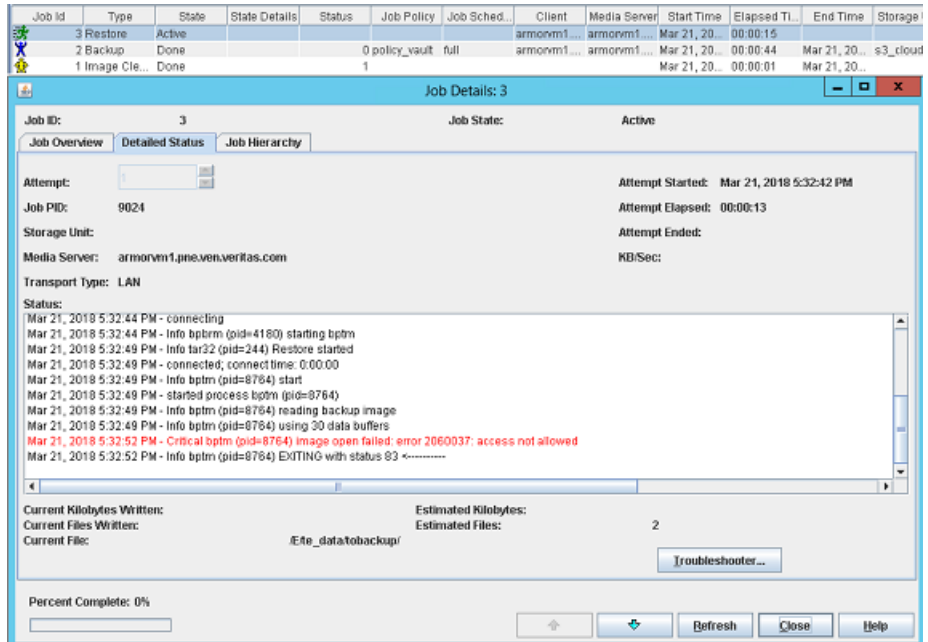 Job Id Type State State Details Status Job Policy Job Sched... Client Media Server Start Time Elapsed Ti... End Time Storage
3 Restore Active armorvm1.... armorvm1.... Mar 21, 20... 00:00:15
2 Backup Done 0 policy_vault full armorvm1.... armorvm1.... Mar 21, 20... 00:00:44 Mar 21, 20... s3_cloud
1 Image Cle... Done 1 Mar 21, 20... 00:00:01 Mar 21, 20...
Job Details: 3
Job ID: 3 Job State: Active
Job Overview Detailed Status Job Hierarchy
Attempt: 1 Attempt Started: Mar 21, 2018 5:32:42 PM
Job PID: 9024 Attempt Elapsed: 00:00:13
Storage Unit: Attempt Ended:
Media Server: armorvm1.pne.ven.veritas.com KB/Sec:
Transport Type: LAN
Status:
Mar 21, 2018 5:32:44 PM - connecting
Mar 21, 2018 5:32:44 PM - Info bpbrm (pid=4180) starting bptm
Mar 21, 2018 5:32:49 PM - Info tar32 (pid=244) Restore started
Mar 21, 2018 5:32:49 PM - connected; connect time: 0:00:00
Mar 21, 2018 5:32:49 PM - Info bptm (pid=8764) start
Mar 21, 2018 5:32:49 PM - started process bptm (pid=8764)
Mar 21, 2018 5:32:49 PM - Info bptm (pid=8764) reading backup image
Mar 21, 2018 5:32:49 PM - Info bptm (pid=8764) using 30 data buffers
Mar 21, 2018 5:32:52 PM - Critical bptm (pid=8764) image open failed: error 2060037: access not allowed
Mar 21, 2018 5:32:52 PM - Info bptm (pid=8764) EXITING with status 83 <----------
Current Kilobytes Written: Estimated Kilobytes:
Current Files Written: Estimated Files: 2
Current File: /E/te_data/tobackup/
Troubleshooter...
Percent Complete: 0%
Refresh Close Help